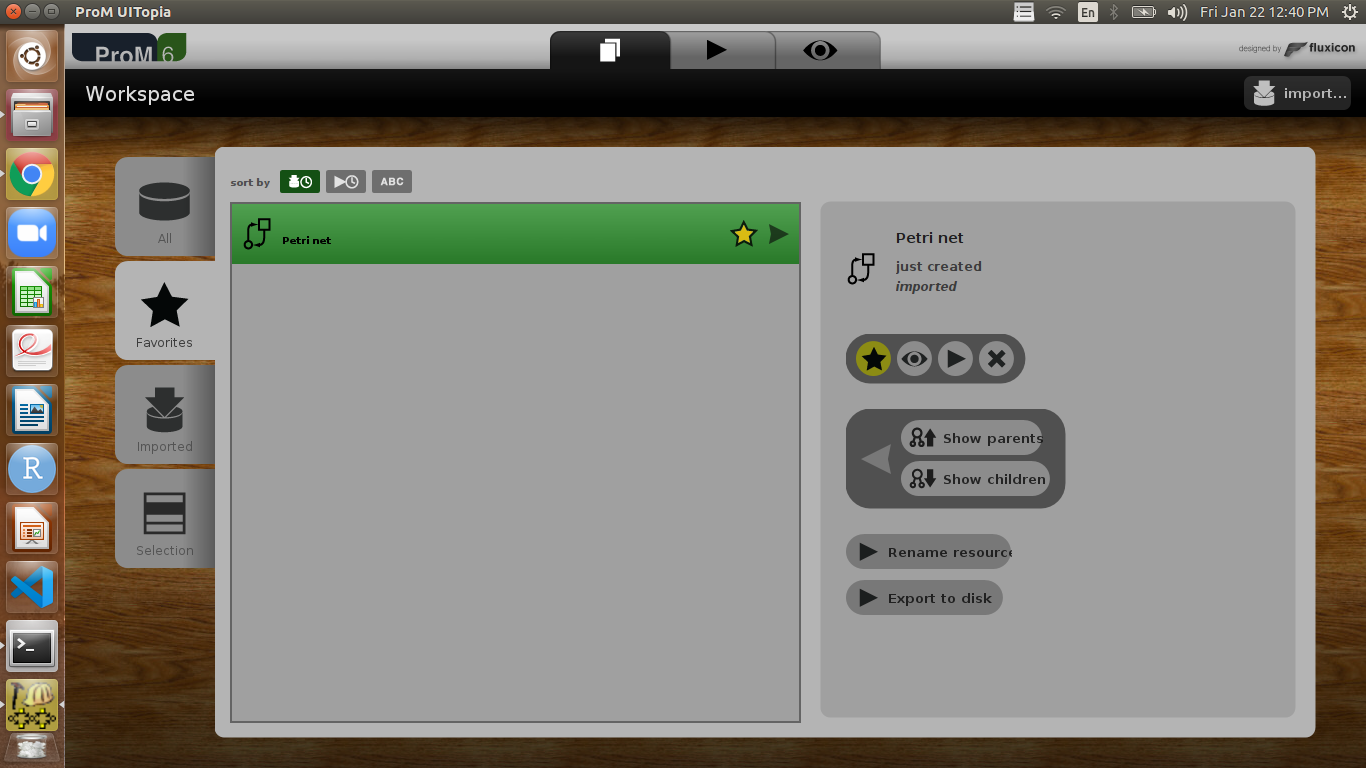 ProM UITopia
En
Fri Jan 22 12:40 PM
ProM 6
designed by fluxicon
Workspace
import...
All
Favorites
Imported
Selection
sort by
ABC
Petri net
Petri net
just created
imported
Show parents
Show children
Rename resourc
Export to disk
R
>_